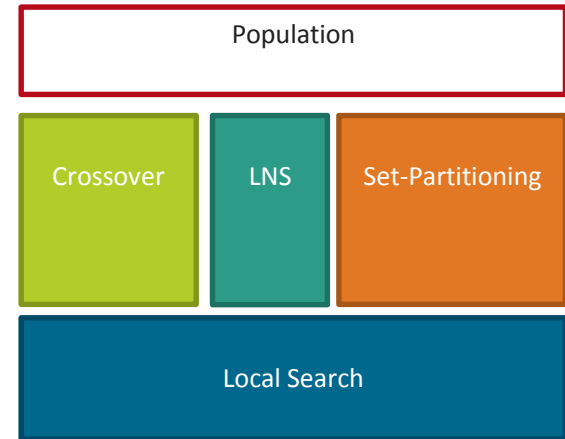 Population
Crossover
LNS
Set-Partitioning
Local Search